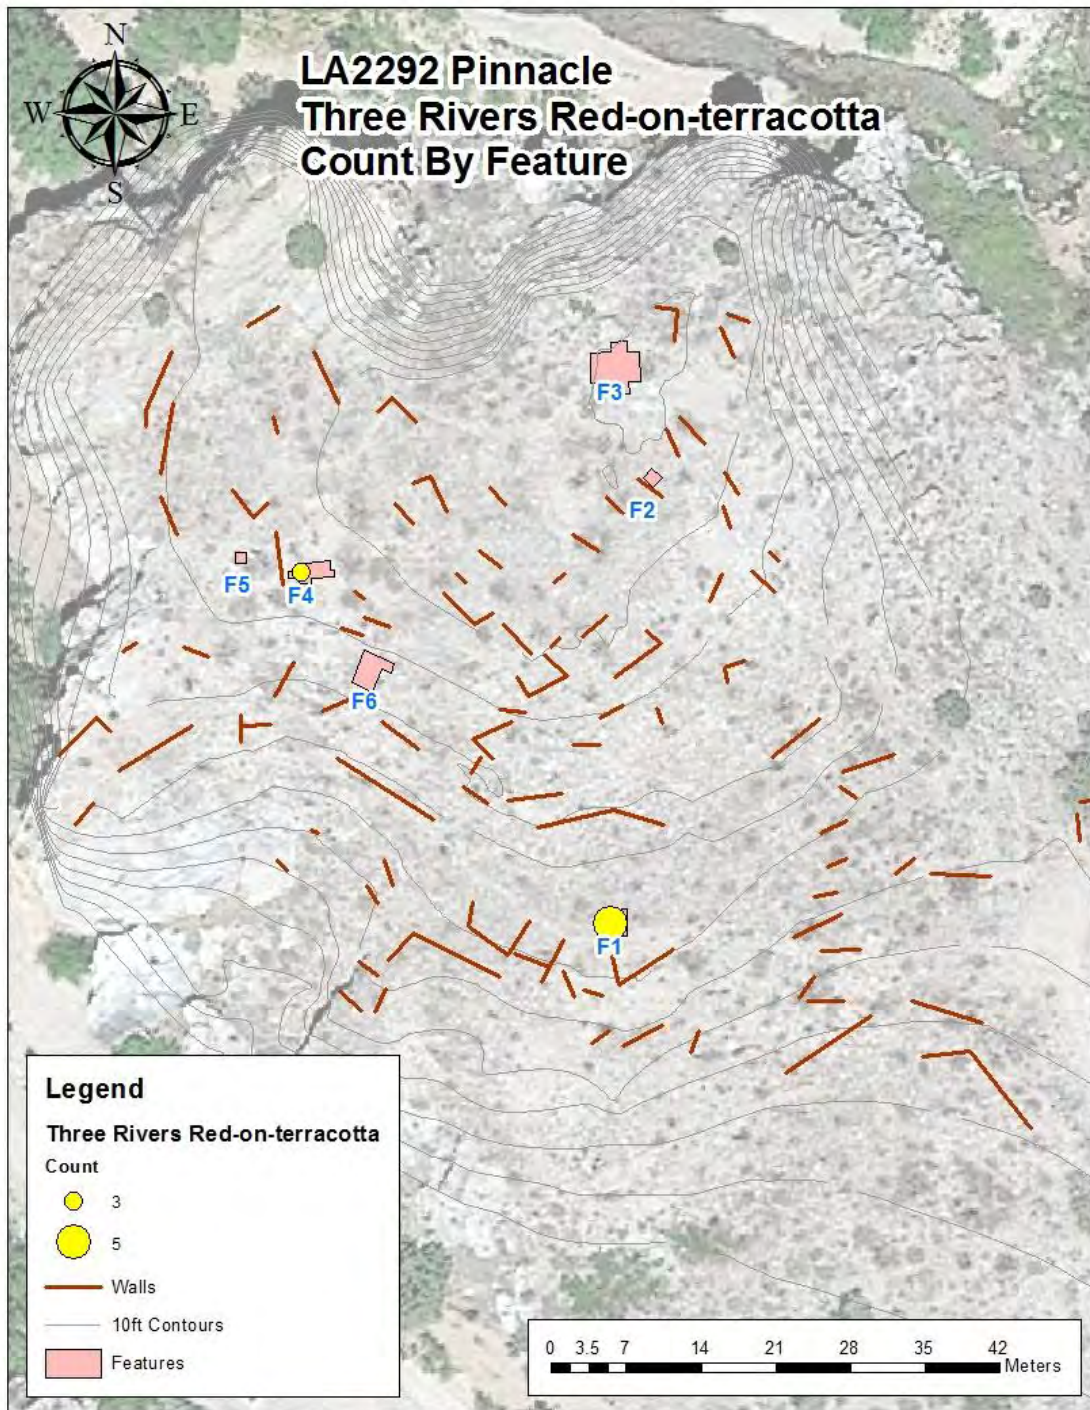 N
W E
S
LA2292 Pinnacle
Three Rivers Red-on-terracotta
Count By Feature
F3
F2
F5
F4
F6
F1
Legend
Three Rivers Red-on-terracotta
Count
3
5
Walls
10ft Contours
Features
0 3.5 7 14 21 28 35 42
Meters